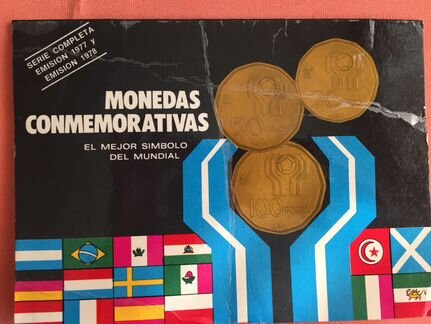 SERIE COMPLETA
EMISION 1977 y
EMISION 1978
MONEDAS
CONMEMORATIVAS
EL MEJOR SIMBOLO
DEL MUNDIAL
100